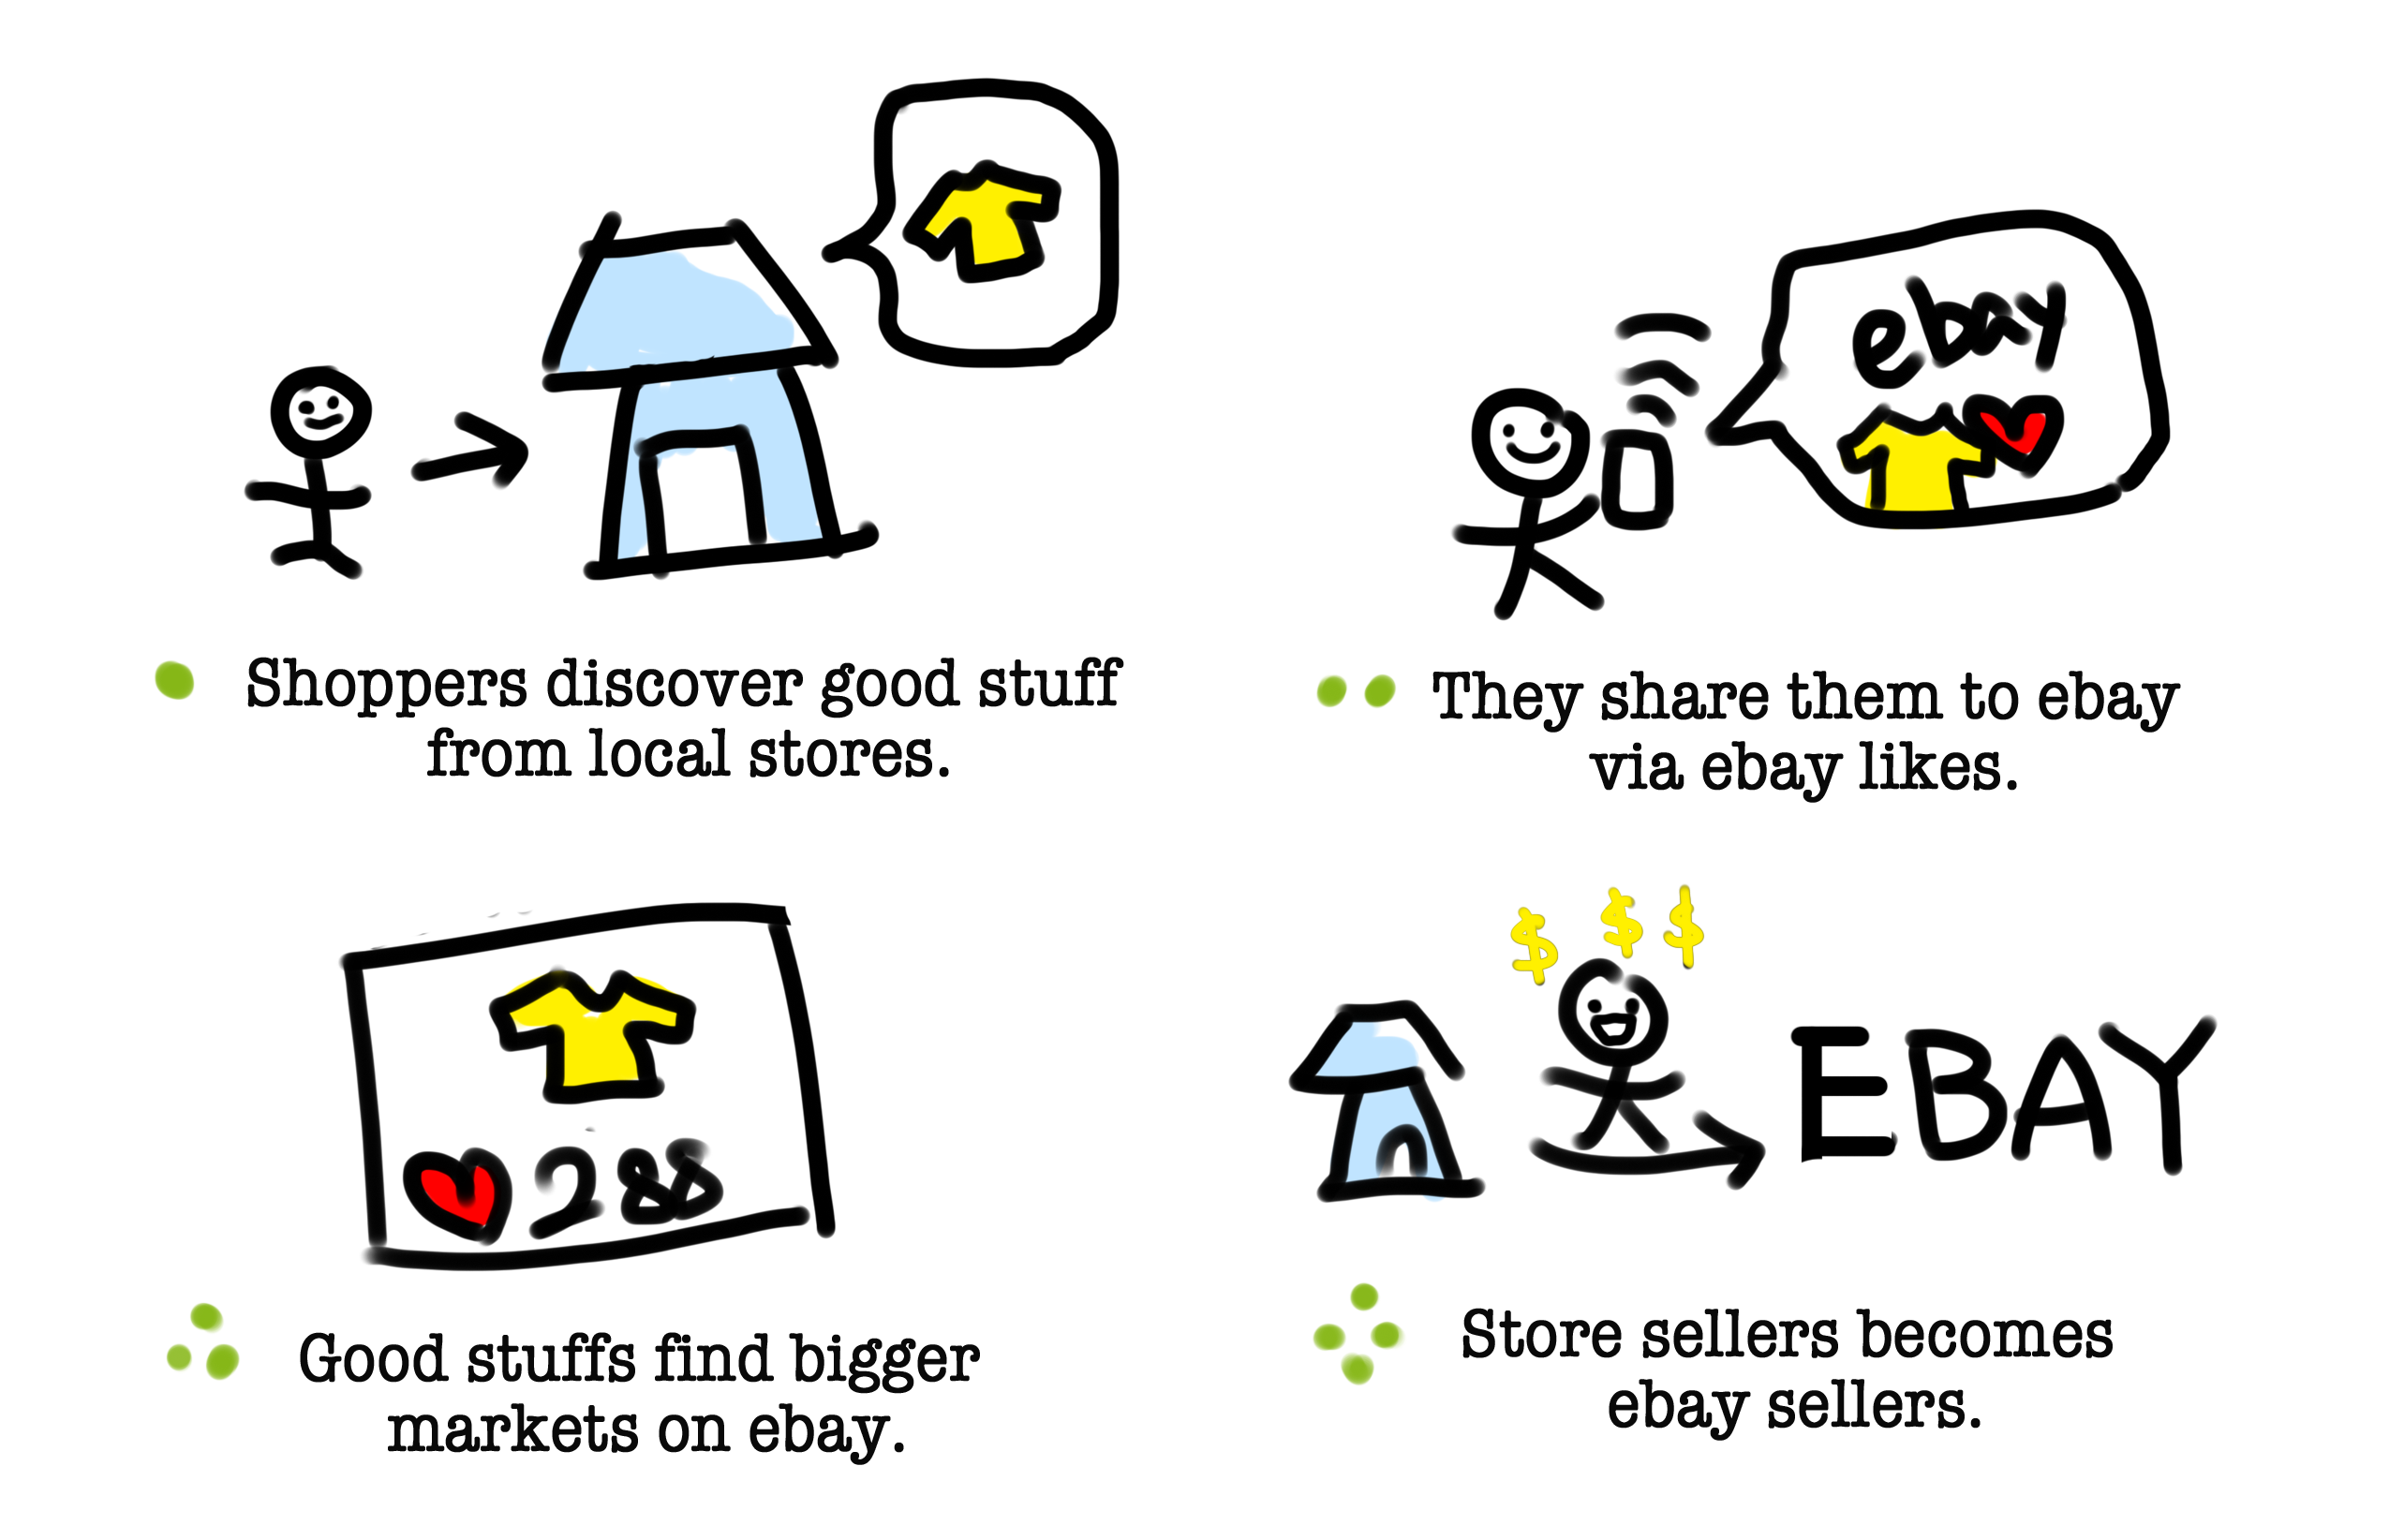 ebay
Shoppers discover good stuff
from local stores.
They share them to ebay
via ebay likes.
288
Good stuffs find bigger
markets on ebay.
$ $ $
EBAY
Store sellers becomes
ebay sellers.